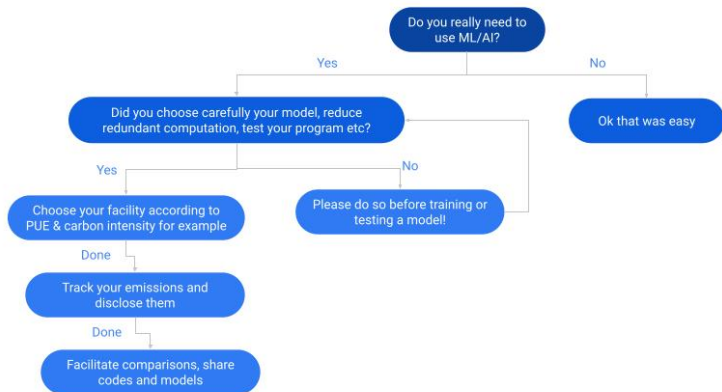 Do you really need to
use ML/AI?
Yes
No
Did you choose carefully your model, reduce
redundant computation, test your program etc?
Ok that was easy
Yes
No
Choose your facility according to
PUE & carbon intensity for example
Please do so before training or
testing a model!
Done
Track your emissions and
disclose them
Done
Facilitate comparisons, share
codes and models